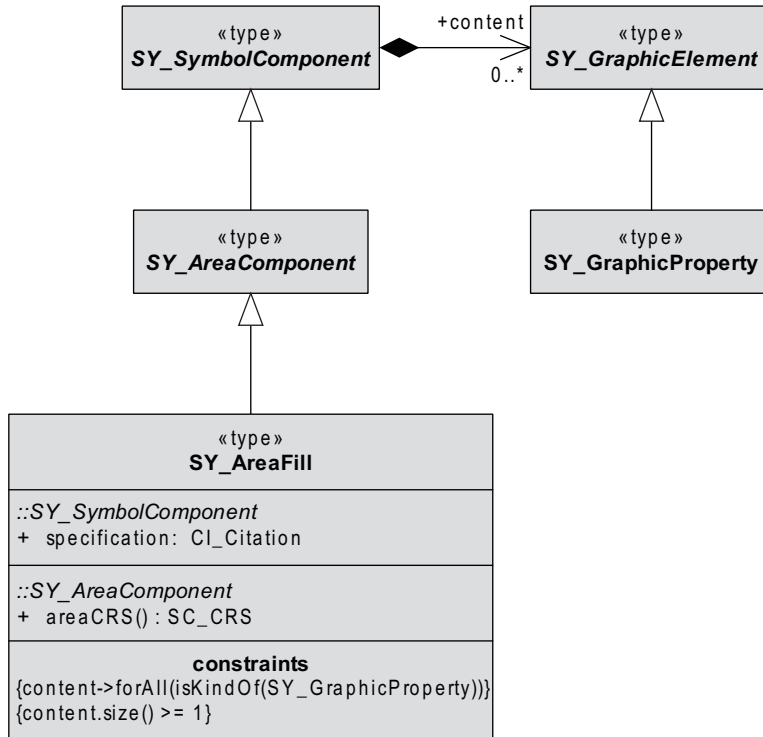 «type»
SY_SymbolComponent
+content
0..*
«type»
SY_GraphicElement
«type»
SY_AreaComponent
«type»
SY_GraphicProperty
«type»
SY_AreaFill
::SY_SymbolComponent
+ specification: CI_Citation
::SY_AreaComponent
+ areaCRS() : SC_CRS
constraints
{content->forAll(isKindOf(SY_GraphicProperty))}
{content.size() >= 1}